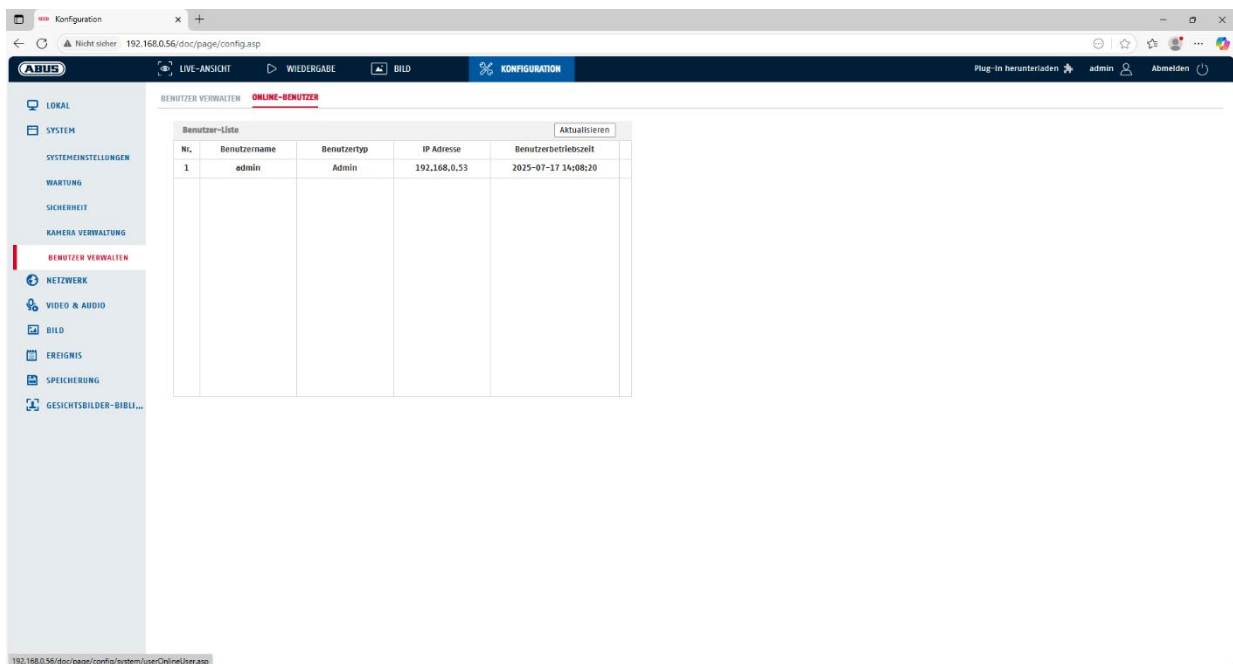 Konfiguration
Nicht sicher 192.168.0.56/doc/page/config.asp
ABUS LIVE-ANSICHT WIEDERGABE BILD KONFIGURATION Plug-In herunterladen admin Abmelden
BENUTZER VERWALTEN ONLINE-BENUTZER
LOKAL
SYSTEM
SYSTEMEINSTELLUNGEN
WARTUNG
SICHERHEIT
KAMERA VERWALTUNG
BENUTZER VERWALTEN
NETZWERK
VIDEO & AUDIO
BILD
EREIGNIS
SPEICHERUNG
GESICHTSBILDER-BIBLI...
Benutzer-Liste Aktualisieren
Nr. Benutzername Benutzertyp IP Adresse Benutzerbetriebszeit
1 admin Admin 192.168.0.53 2025-07-17 14:08:20
192.168.0.56/doc/page/config/system/userOnlineUser.asp